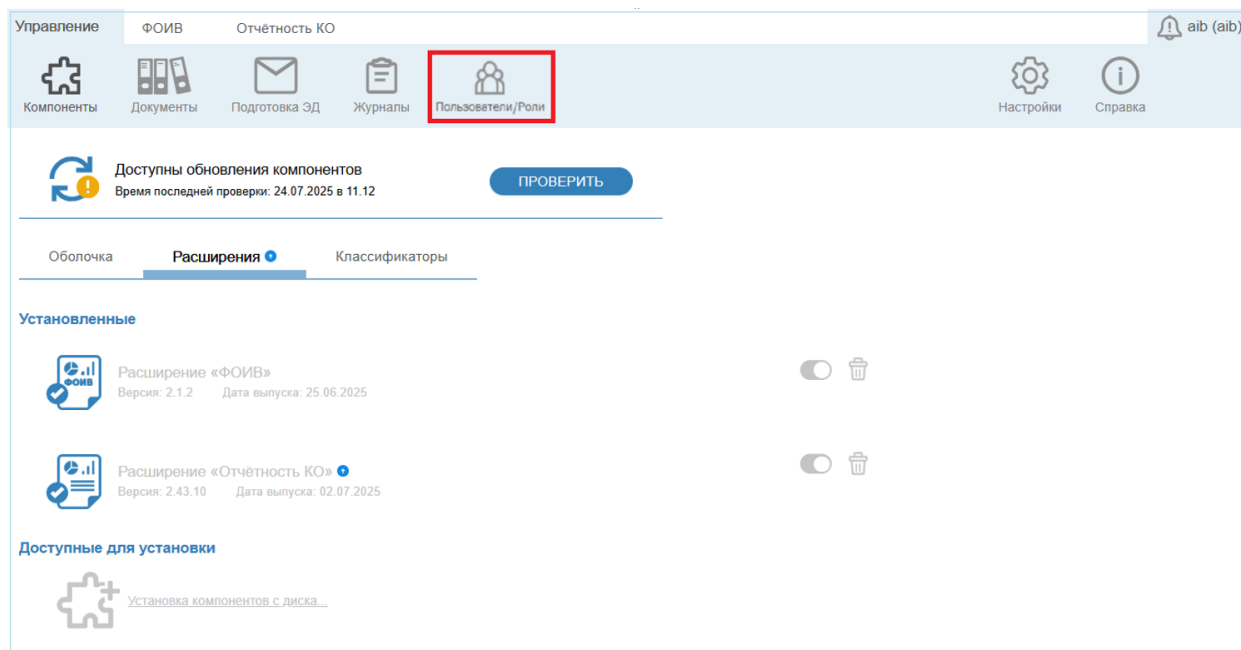 Управление ФОИВ Отчётность КО aib (aib)
Компоненты Документы Подготовка ЭД Журналы Пользователи/Роли Настройки Справка
Доступны обновления компонентов
Время последней проверки: 24.07.2025 в 11.12
ПРОВЕРИТЬ
Оболочка Расширения Классификаторы
Установленные
ФОИВ
Расширение «ФОИВ»
Версия: 2.1.2 Дата выпуска: 25.06.2025
Расширение «Отчётность КО»
Версия: 2.43.10 Дата выпуска: 02.07.2025
Доступные для установки
Установка компонентов с диска...